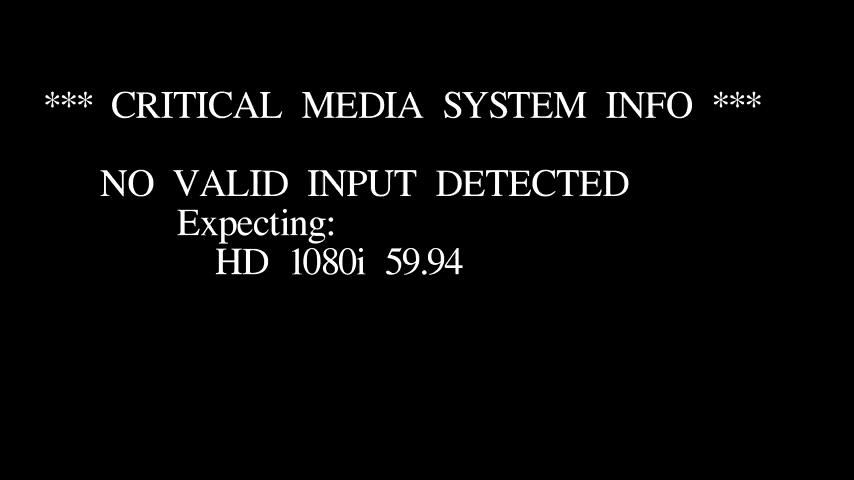 *** CRITICAL MEDIA SYSTEM INFO ***
NO VALID INPUT DETECTED
Expecting:
HD 1080i 59.94